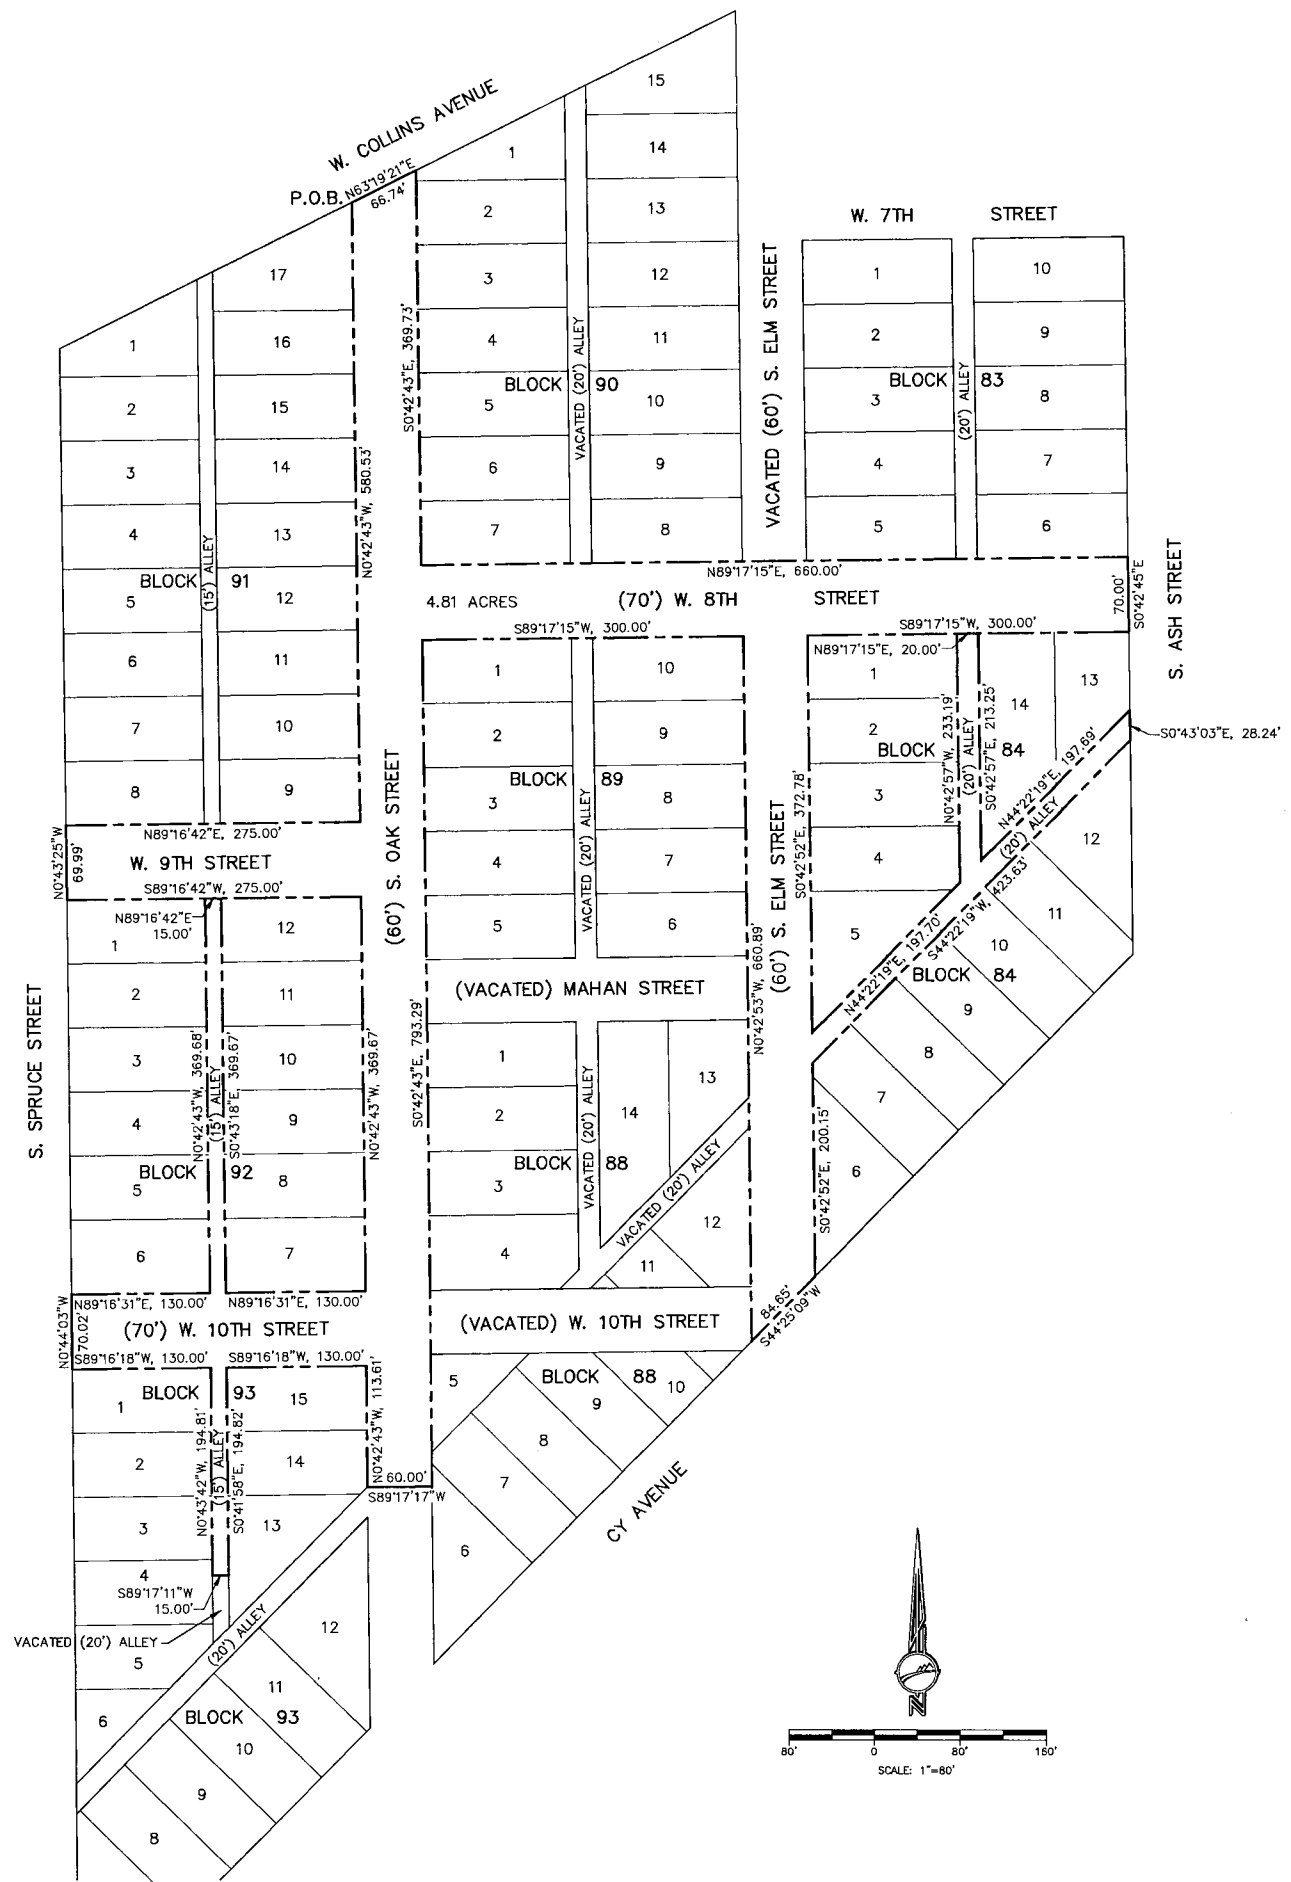 W. COLLINS AVENUE
P.O.B.
N63°19'21"E
66.74'
15
14
13
12
11
10
9
8
1
2
3
4
5
6
7
BLOCK 90
VACATED (20') ALLEY
S0°42'43"E, 369.73'
W. 7TH STREET
VACATED (60') S. ELM STREET
1
2
3
4
5
10
9
8
7
6
BLOCK 83
(20') ALLEY
17
16
15
14
13
12
11
10
9
1
2
3
4
5
6
7
8
BLOCK 91
(15') ALLEY
N0°42'43"W, 580.53'
N89°17'15"E, 660.00'
4.81 ACRES
(70') W. 8TH STREET
70.00'
S0°42'45"E
S. ASH STREET
S89°17'15"W, 300.00'
S89°17'15"W, 300.00'
N89°17'15"E, 20.00'
1
2
3
4
5
10
9
8
7
6
BLOCK 89
VACATED (20') ALLEY
(60') S. OAK STREET
1
2
3
4
5
14
13
BLOCK 84
N0°42'57"W, 233.19'
(20') ALLEY
S0°42'57"E, 213.25'
N44°22'19"E, 197.69'
(20') ALLEY
S0°43'03"E, 28.24'
S0°42'52"E, 372.78'
(60') S. ELM STREET
N0°42'53"W, 660.89'
N44°22'19"E, 197.70'
S44°22'19"W, 423.63'
12
11
10
9
8
7
6
BLOCK 84
S0°42'52"E, 200.15'
N89°16'42"E, 275.00'
N0°43'25"W
69.99'
W. 9TH STREET
S89°16'42"W, 275.00'
N89°16'42"E
15.00'
1
2
3
4
5
6
12
11
10
9
8
7
BLOCK 92
N0°42'43"W, 369.68'
(15') ALLEY
S0°43'18"E, 369.67'
N0°42'43"W, 369.67'
S0°42'43"E, 793.29'
S. SPRUCE STREET
(VACATED) MAHAN STREET
1
2
3
4
14
13
12
11
BLOCK 88
VACATED (20') ALLEY
VACATED (20') ALLEY
N89°16'31"E, 130.00'
N89°16'31"E, 130.00'
N0°44'03"W
70.02'
(70') W. 10TH STREET
(VACATED) W. 10TH STREET
84.65'
S44°25'09"W
S89°16'18"W, 130.00'
S89°16'18"W, 130.00'
BLOCK 93
1
2
3
4
5
6
15
14
13
N0°43'42"W, 194.81'
(15') ALLEY
S0°41'58"E, 194.82'
N0°42'43"W, 113.61'
60.00'
S89°17'17"W
S89°17'11"W
15.00'
VACATED (20') ALLEY
(20') ALLEY
12
11
10
9
8
BLOCK 93
5
BLOCK 88
10
9
8
7
6
CY AVENUE
N
80'
0
80'
160'
SCALE: 1"=80'